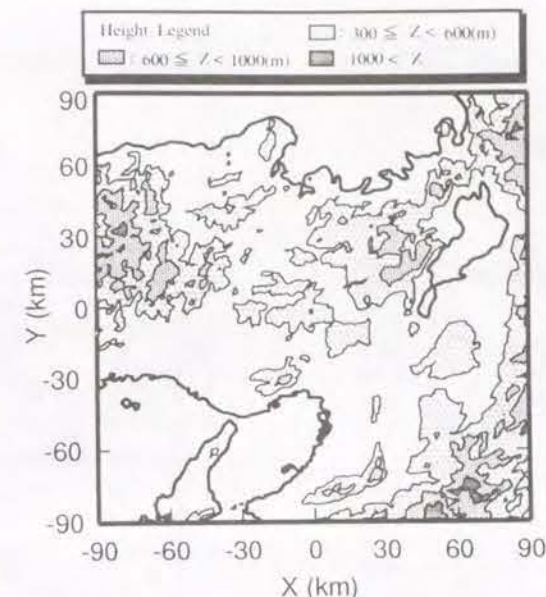 Height Legend
: 300 ≦ Z < 600(m)
: 600 ≦ Z < 1000(m)
: 1000 < Z
90
60
30
0
-30
-60
-90
Y (km)
-90 -60 -30 0 30 60 90
X (km)